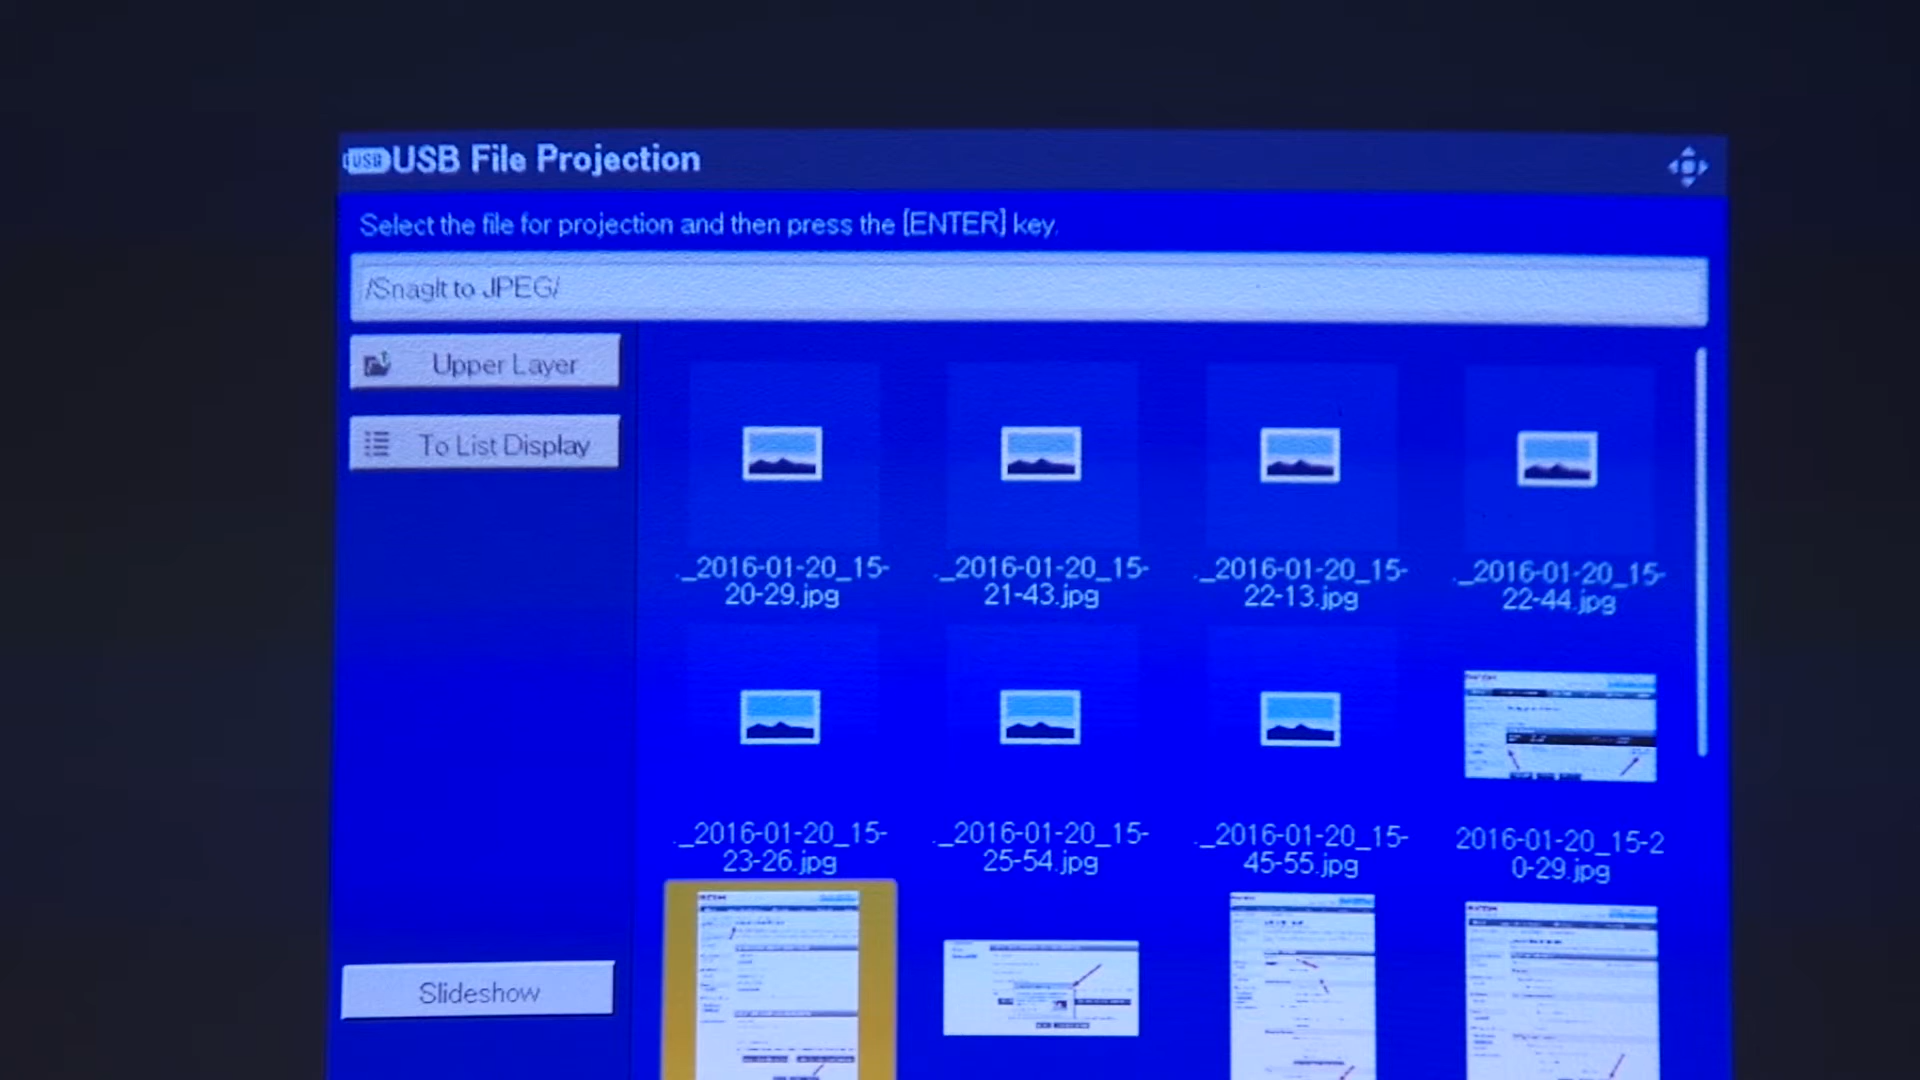 USB USB File Projection
Select the file for projection and then press the [ENTER] key.
/SnagIt to JPEG/
Upper Layer
To List Display
._2016-01-20_15-
20-29.jpg
._2016-01-20_15-
21-43.jpg
._2016-01-20_15-
22-13.jpg
._2016-01-20_15-
22-44.jpg
._2016-01-20_15-
23-26.jpg
._2016-01-20_15-
25-54.jpg
._2016-01-20_15-
45-55.jpg
2016-01-20_15-2
0-29.jpg
Slideshow